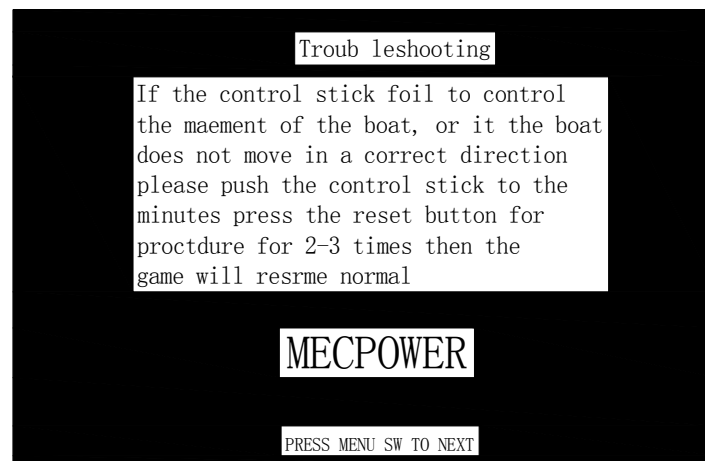 Troub leshooting
If the control stick foil to control
the maement of the boat, or it the boat
does not move in a correct direction
please push the control stick to the
minutes press the reset button for
proctdure for 2-3 times then the
game will resrme normal
MECPOWER
PRESS MENU SW TO NEXT